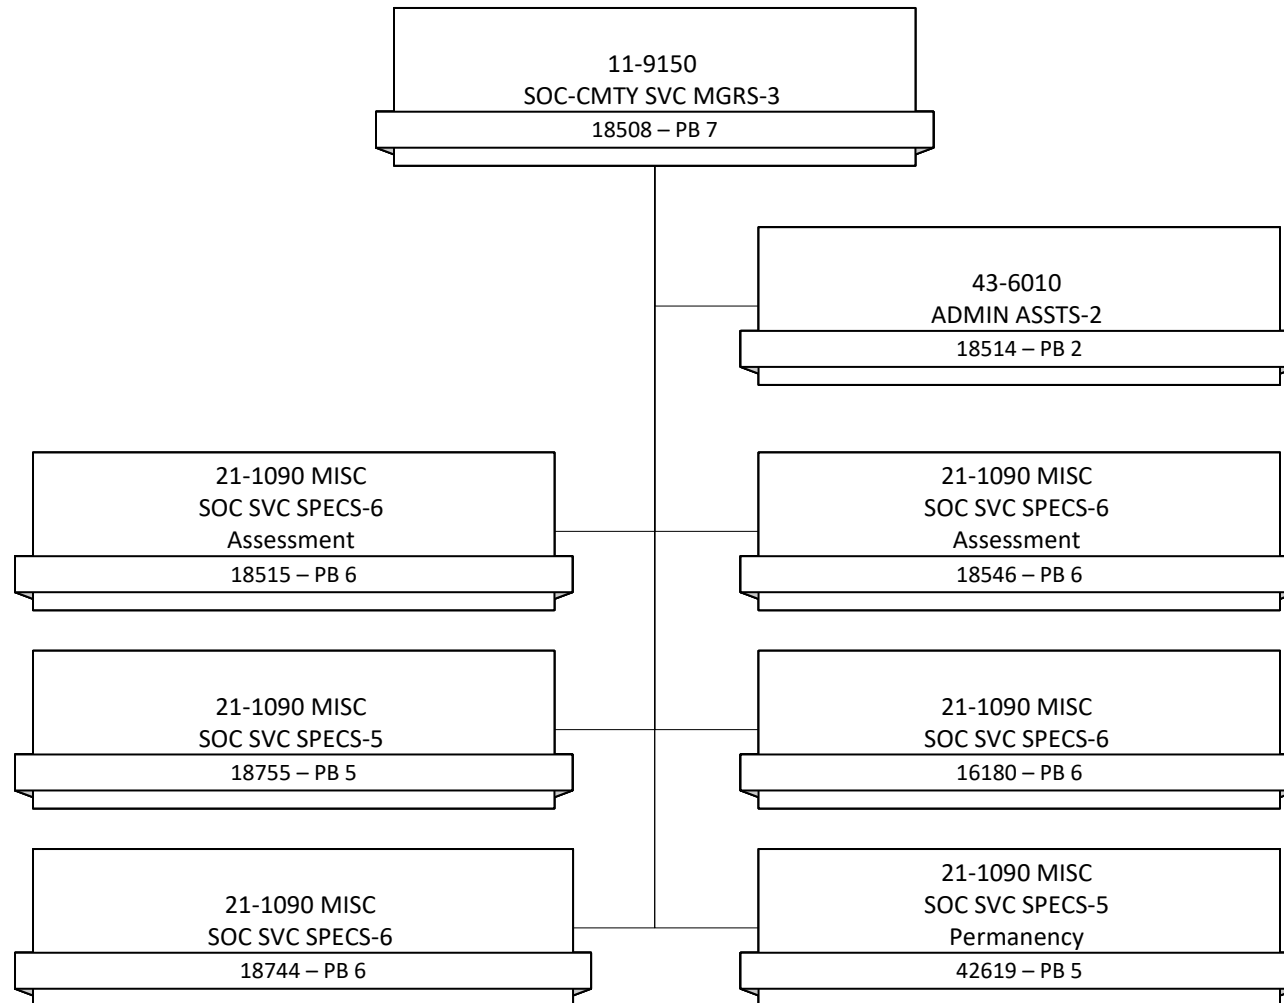 11-9150
SOC-CMTY SVC MGRS-3
18508 – PB 7
43-6010
ADMIN ASSTS-2
18514 – PB 2
21-1090 MISC
SOC SVC SPECS-6
Assessment
18515 – PB 6
21-1090 MISC
SOC SVC SPECS-6
Assessment
18546 – PB 6
21-1090 MISC
SOC SVC SPECS-5
18755 – PB 5
21-1090 MISC
SOC SVC SPECS-6
16180 – PB 6
21-1090 MISC
SOC SVC SPECS-6
18744 – PB 6
21-1090 MISC
SOC SVC SPECS-5
Permanency
42619 – PB 5